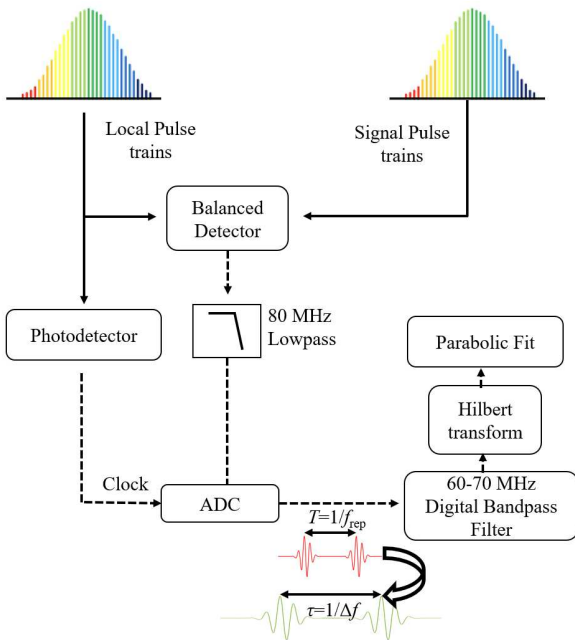 Local Pulse
trains
Signal Pulse
trains
Balanced
Detector
Photodetector
80 MHz
Lowpass
Parabolic Fit
Hilbert
transform
Clock
ADC
60-70 MHz
Digital Bandpass
Filter
T=1/f_rep
τ=1/Δf